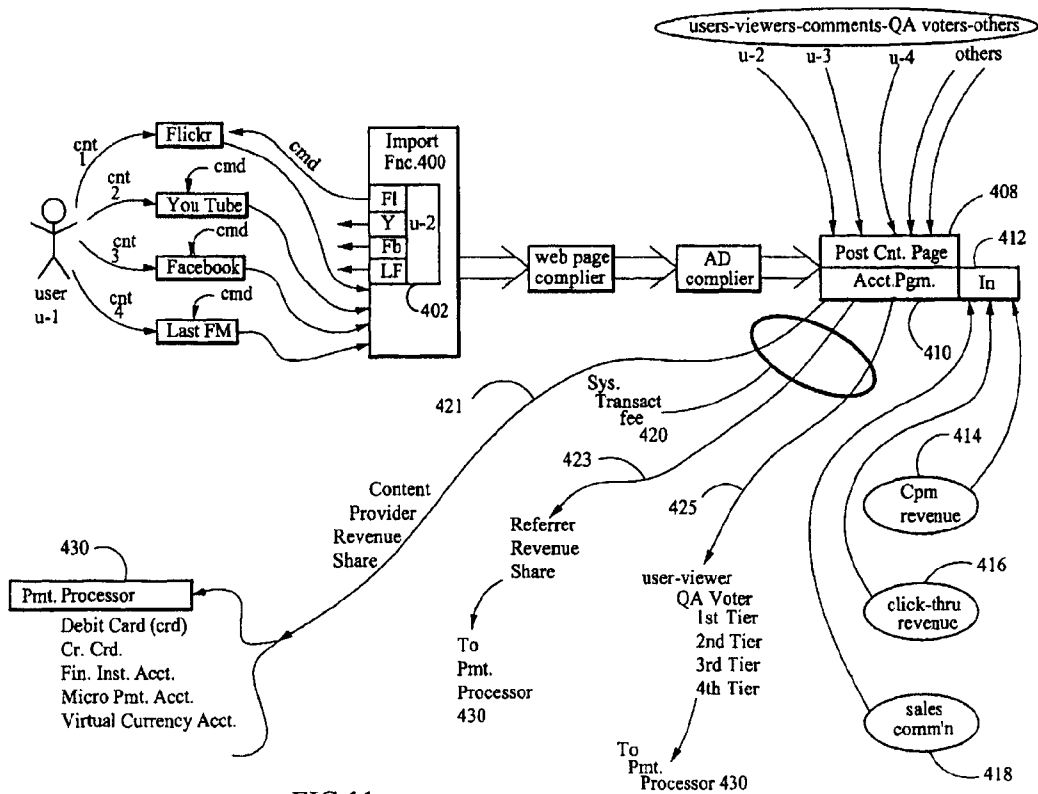 users-viewers-comments-QA voters-others
u-2
u-3
u-4
others
cnt
1
Flickr
cmd
Import
Fnc.400
cnt
2
cmd
You Tube
Fl
Y
Fb
LF
u-2
402
cnt
3
cmd
Facebook
user
u-1
cnt
4
cmd
Last FM
web page
complier
AD
complier
408
Post Cnt. Page
412
Acct.Pgm.
In
410
421
Sys.
Transact
fee
420
423
425
414
Cpm
revenue
Content
Provider
Revenue
Share
Referrer
Revenue
Share
430
Pmt. Processor
Debit Card (crd)
Cr. Crd.
Fin. Inst. Acct.
Micro Pmt. Acct.
Virtual Currency Acct.
To
Pmt.
Processor
430
user-viewer
QA Voter
1st Tier
2nd Tier
3rd Tier
4th Tier
416
click-thru
revenue
sales
comm'n
418
To
Pmt.
Processor 430